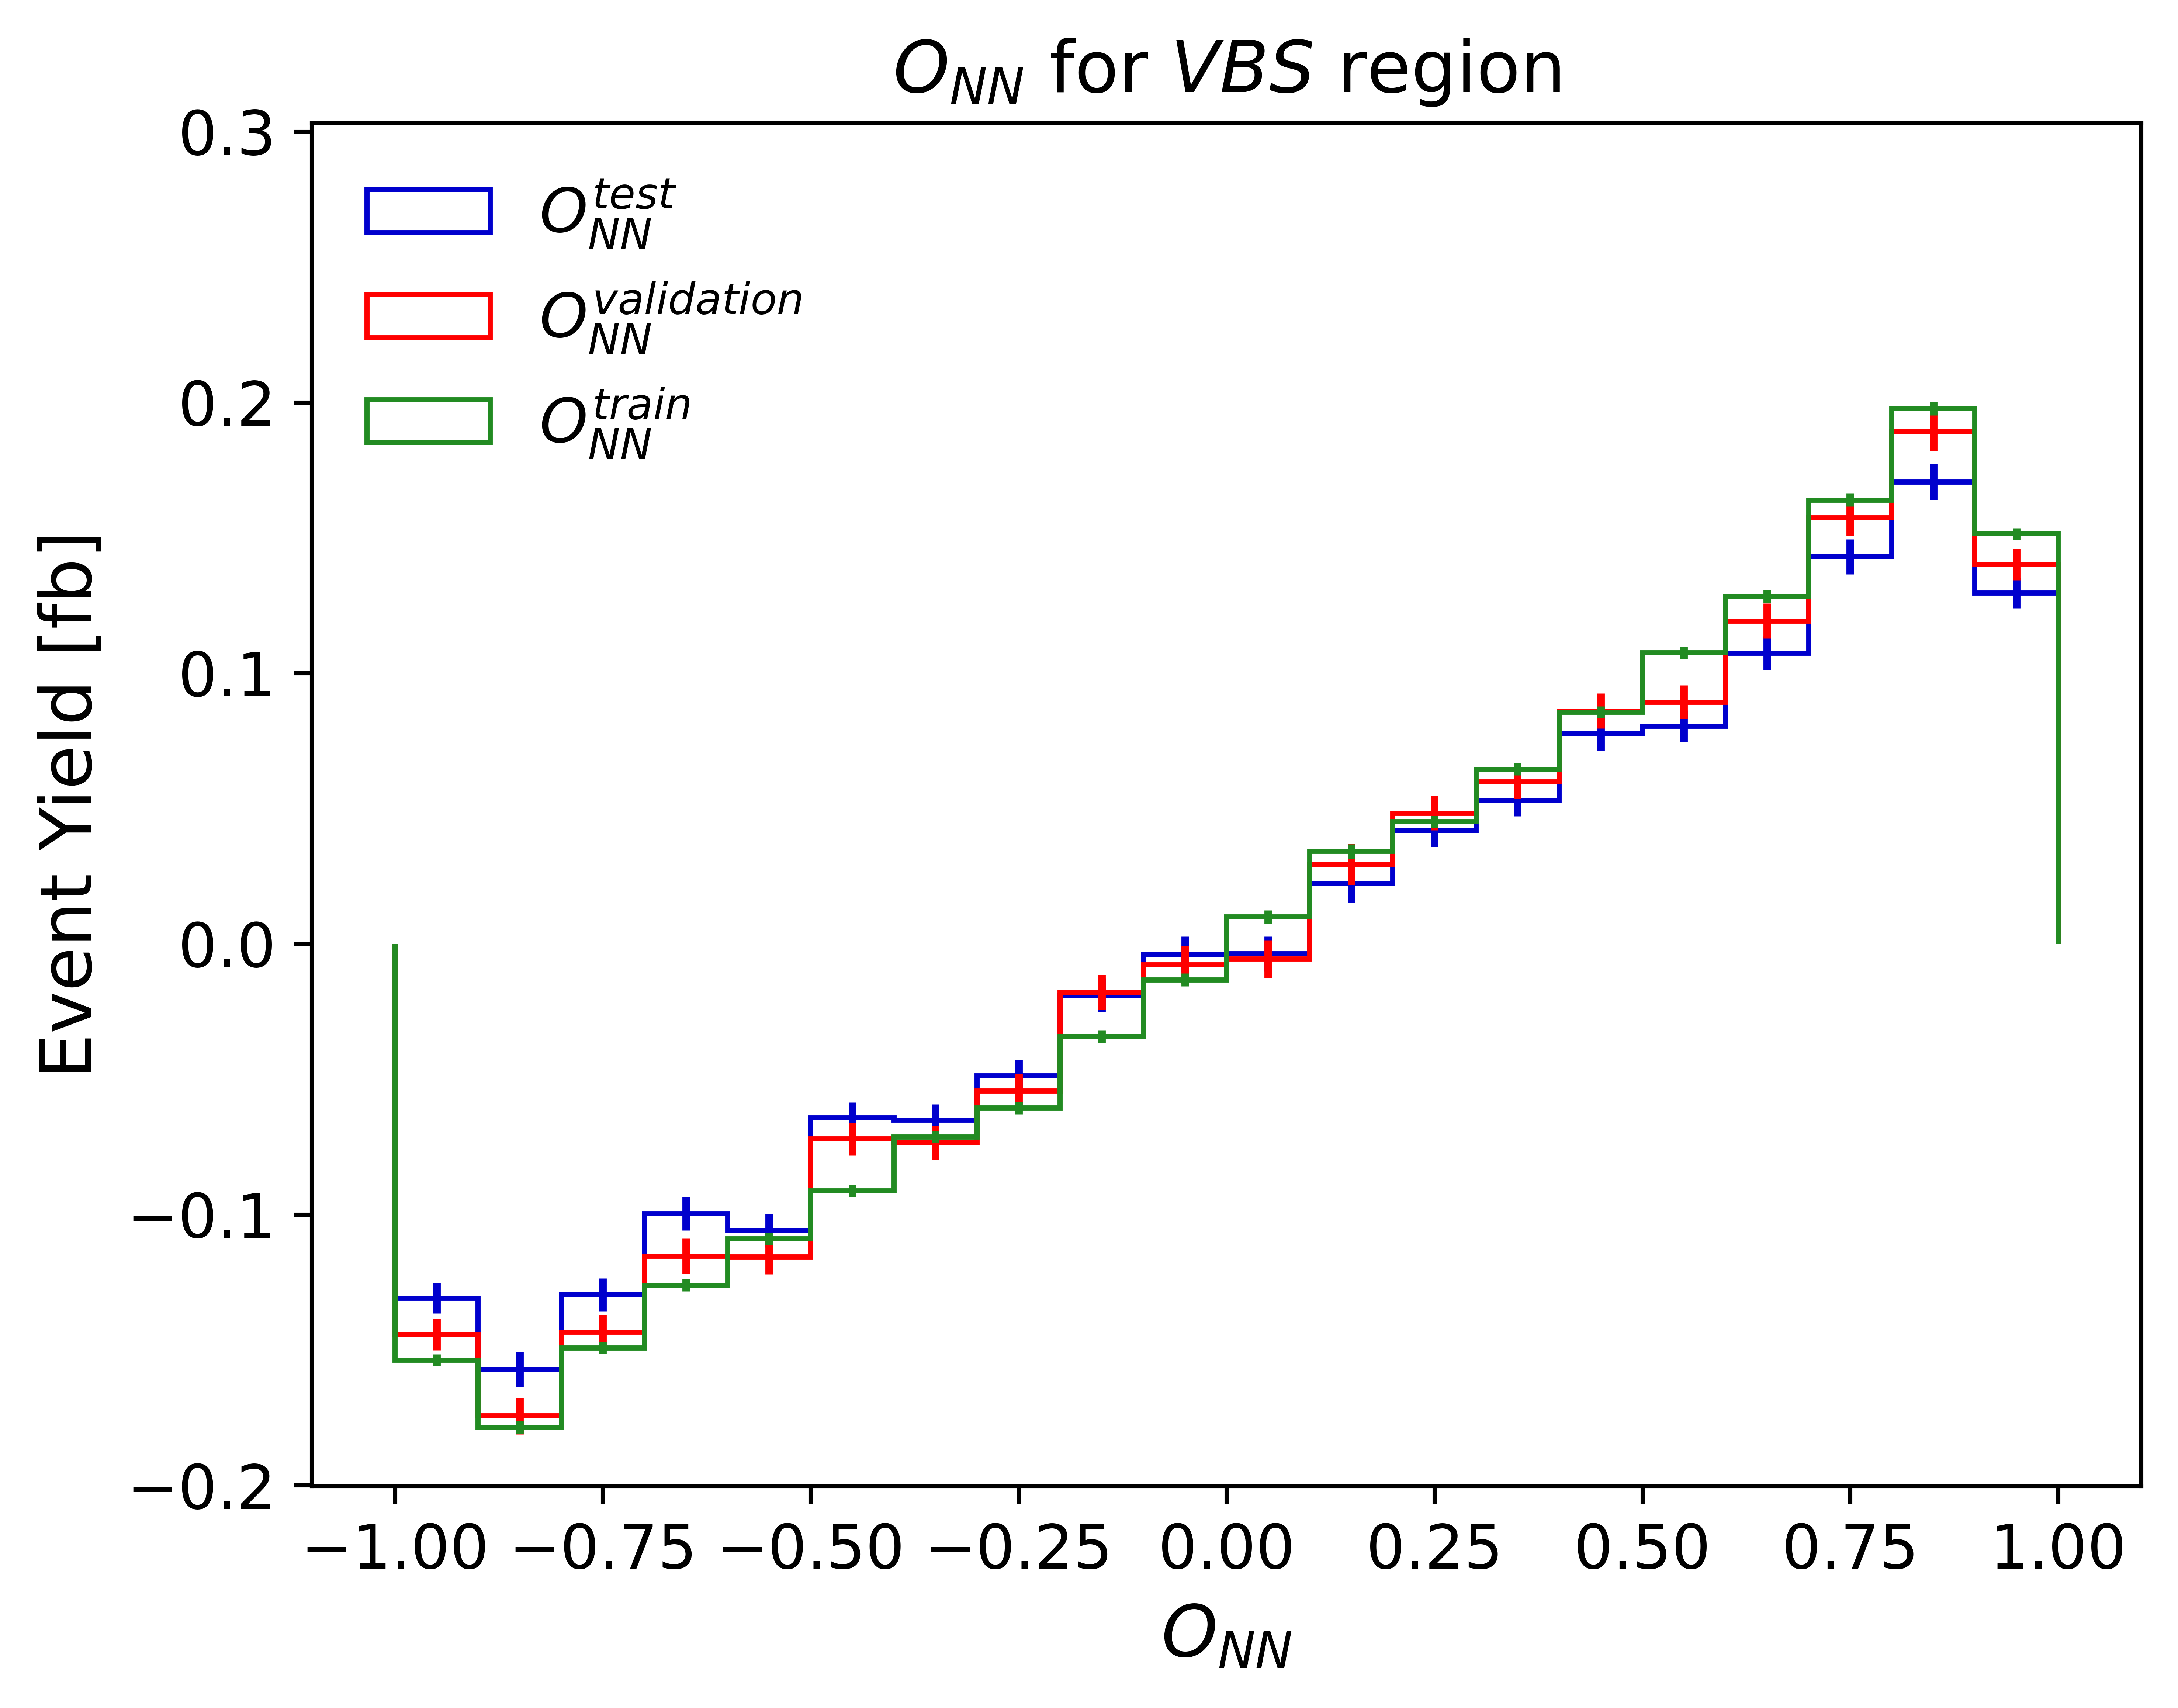 O_NN for VBS region
O_NN^test
O_NN^validation
O_NN^train
Event Yield [fb]
0.3
0.2
0.1
0.0
−0.1
−0.2
−1.00 −0.75 −0.50 −0.25 0.00 0.25 0.50 0.75 1.00
O_NN